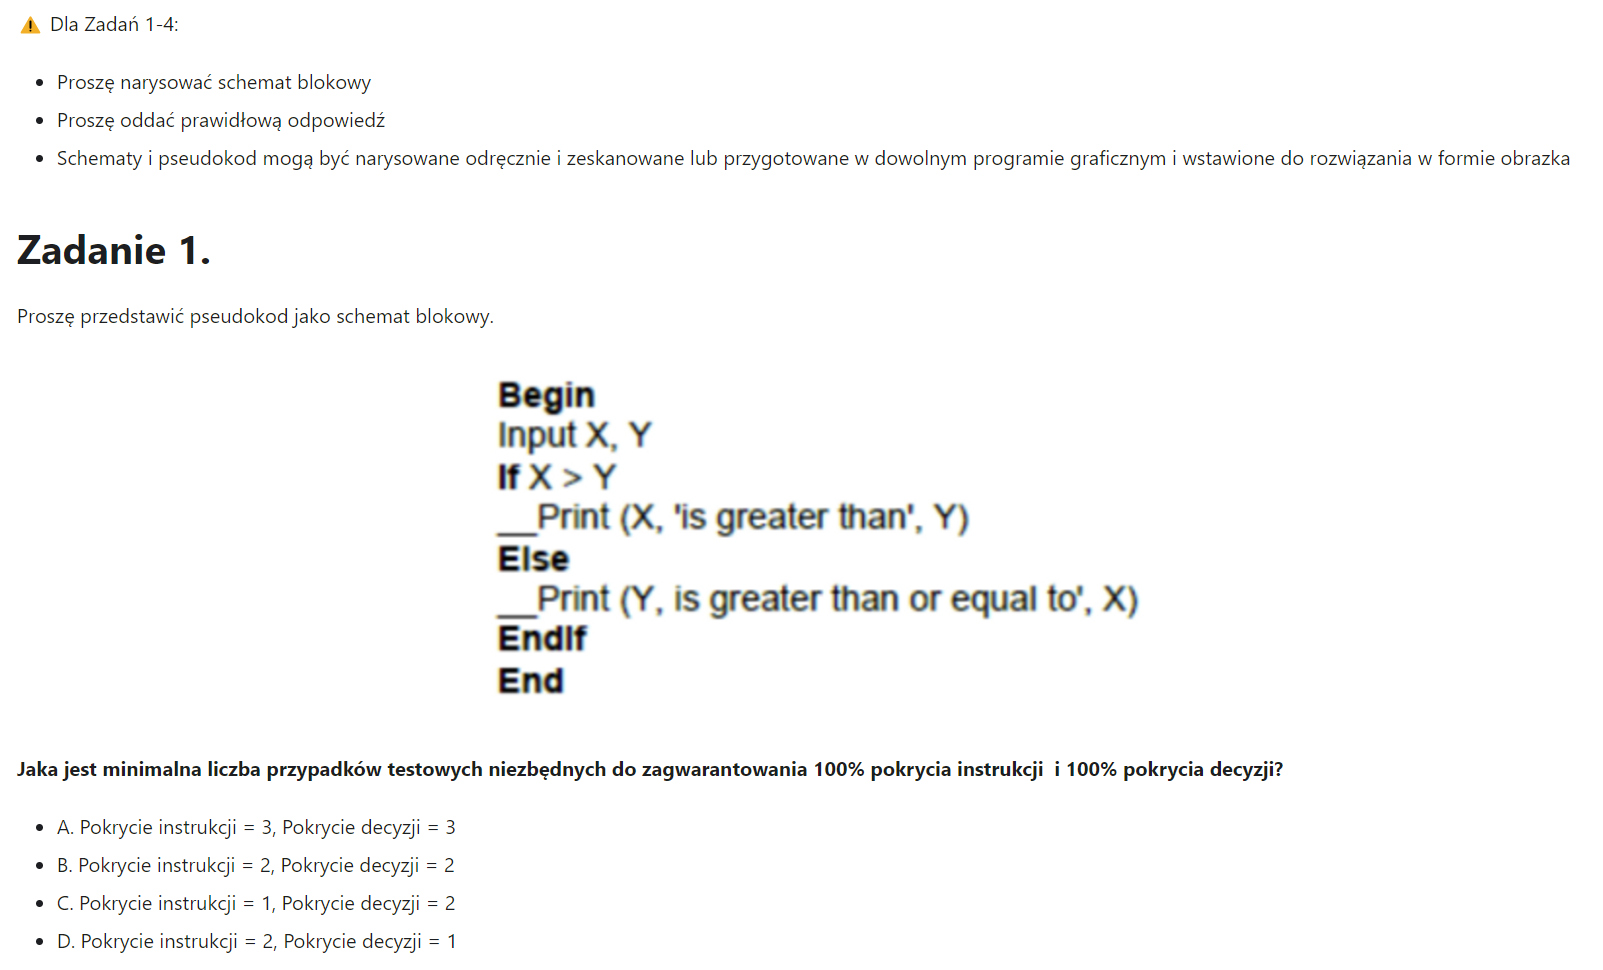 ⚠️ Dla Zadań 1-4:
• Proszę narysować schemat blokowy
• Proszę oddać prawidłową odpowiedź
• Schematy i pseudokod mogą być narysowane odręcznie i zeskanowane lub przygotowane w dowolnym programie graficznym i wstawione do rozwiązania w formie obrazka
Zadanie 1.
Proszę przedstawić pseudokod jako schemat blokowy.
Begin
Input X, Y
If X > Y
__Print (X, 'is greater than', Y)
Else
__Print (Y, is greater than or equal to', X)
EndIf
End
Jaka jest minimalna liczba przypadków testowych niezbędnych do zagwarantowania 100% pokrycia instrukcji  i 100% pokrycia decyzji?
• A. Pokrycie instrukcji = 3, Pokrycie decyzji = 3
• B. Pokrycie instrukcji = 2, Pokrycie decyzji = 2
• C. Pokrycie instrukcji = 1, Pokrycie decyzji = 2
• D. Pokrycie instrukcji = 2, Pokrycie decyzji = 1